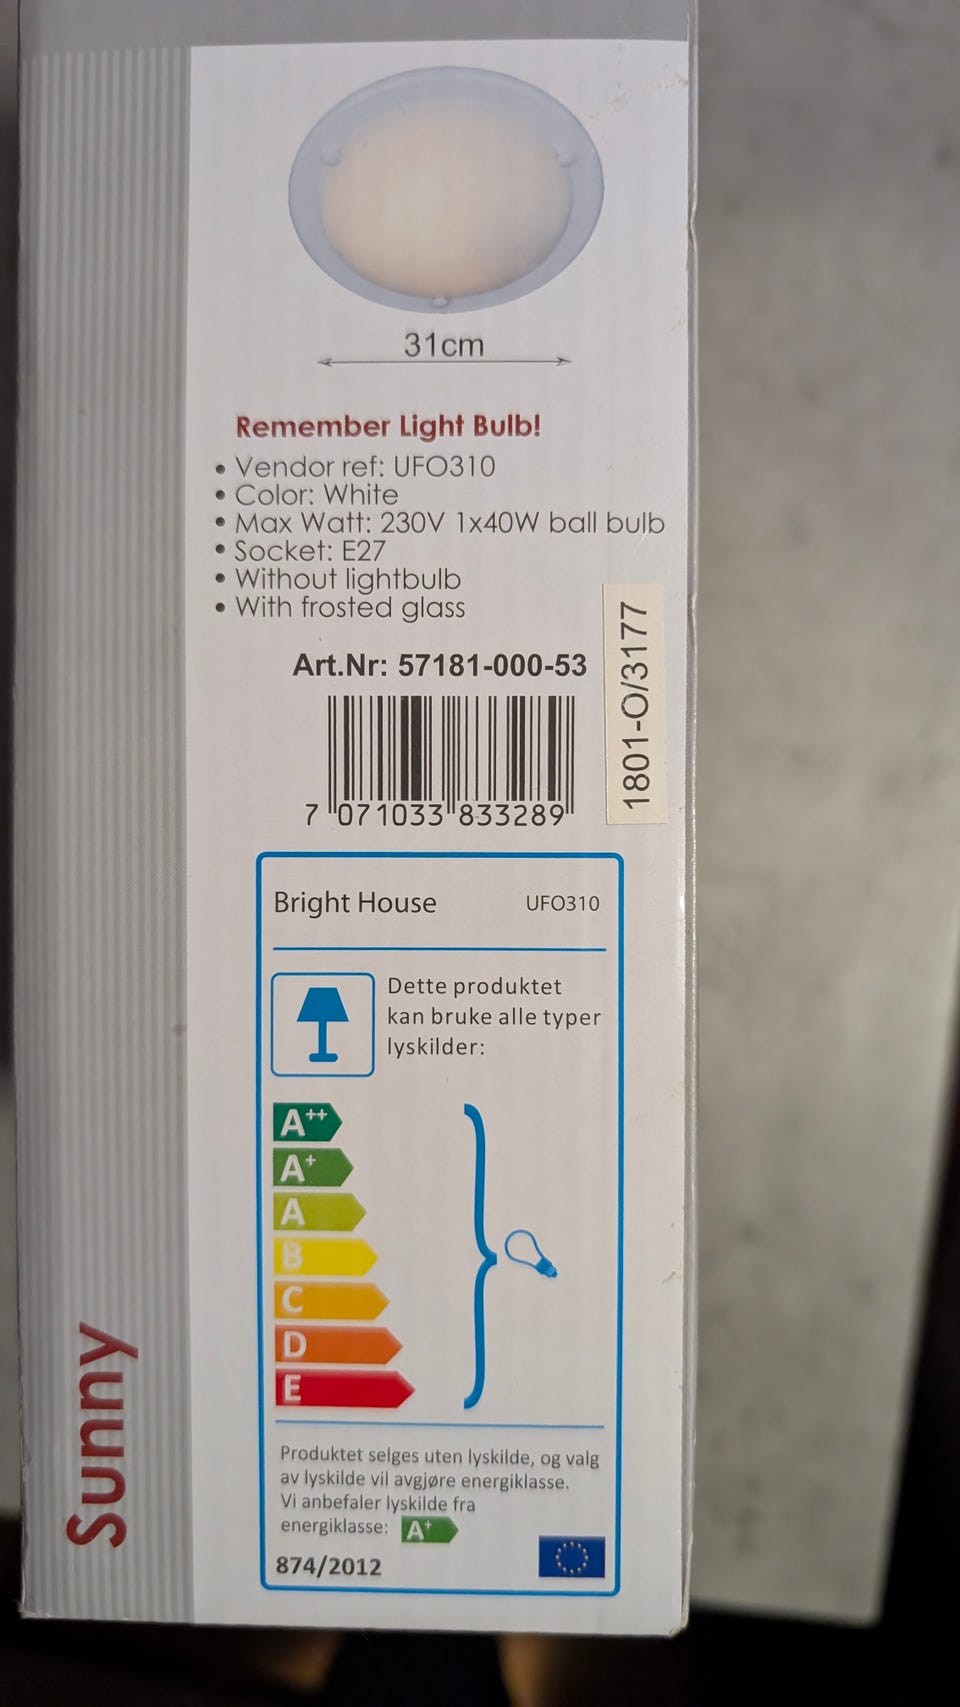 31cm
Remember Light Bulb!
• Vendor ref: UFO310
• Color: White
• Max Watt: 230V 1x40W ball bulb
• Socket: E27
• Without lightbulb
• With frosted glass
Art.Nr: 57181-000-53
1801-O/3177
7 071033 833289
Bright House UFO310
Dette produktet
kan bruke alle typer
lyskilder:
A++
A+
A
B
C
D
E
Produktet selges uten lyskilde, og valg
av lyskilde vil avgjøre energiklasse.
Vi anbefaler lyskilde fra
energiklasse: A+
874/2012
Sunny